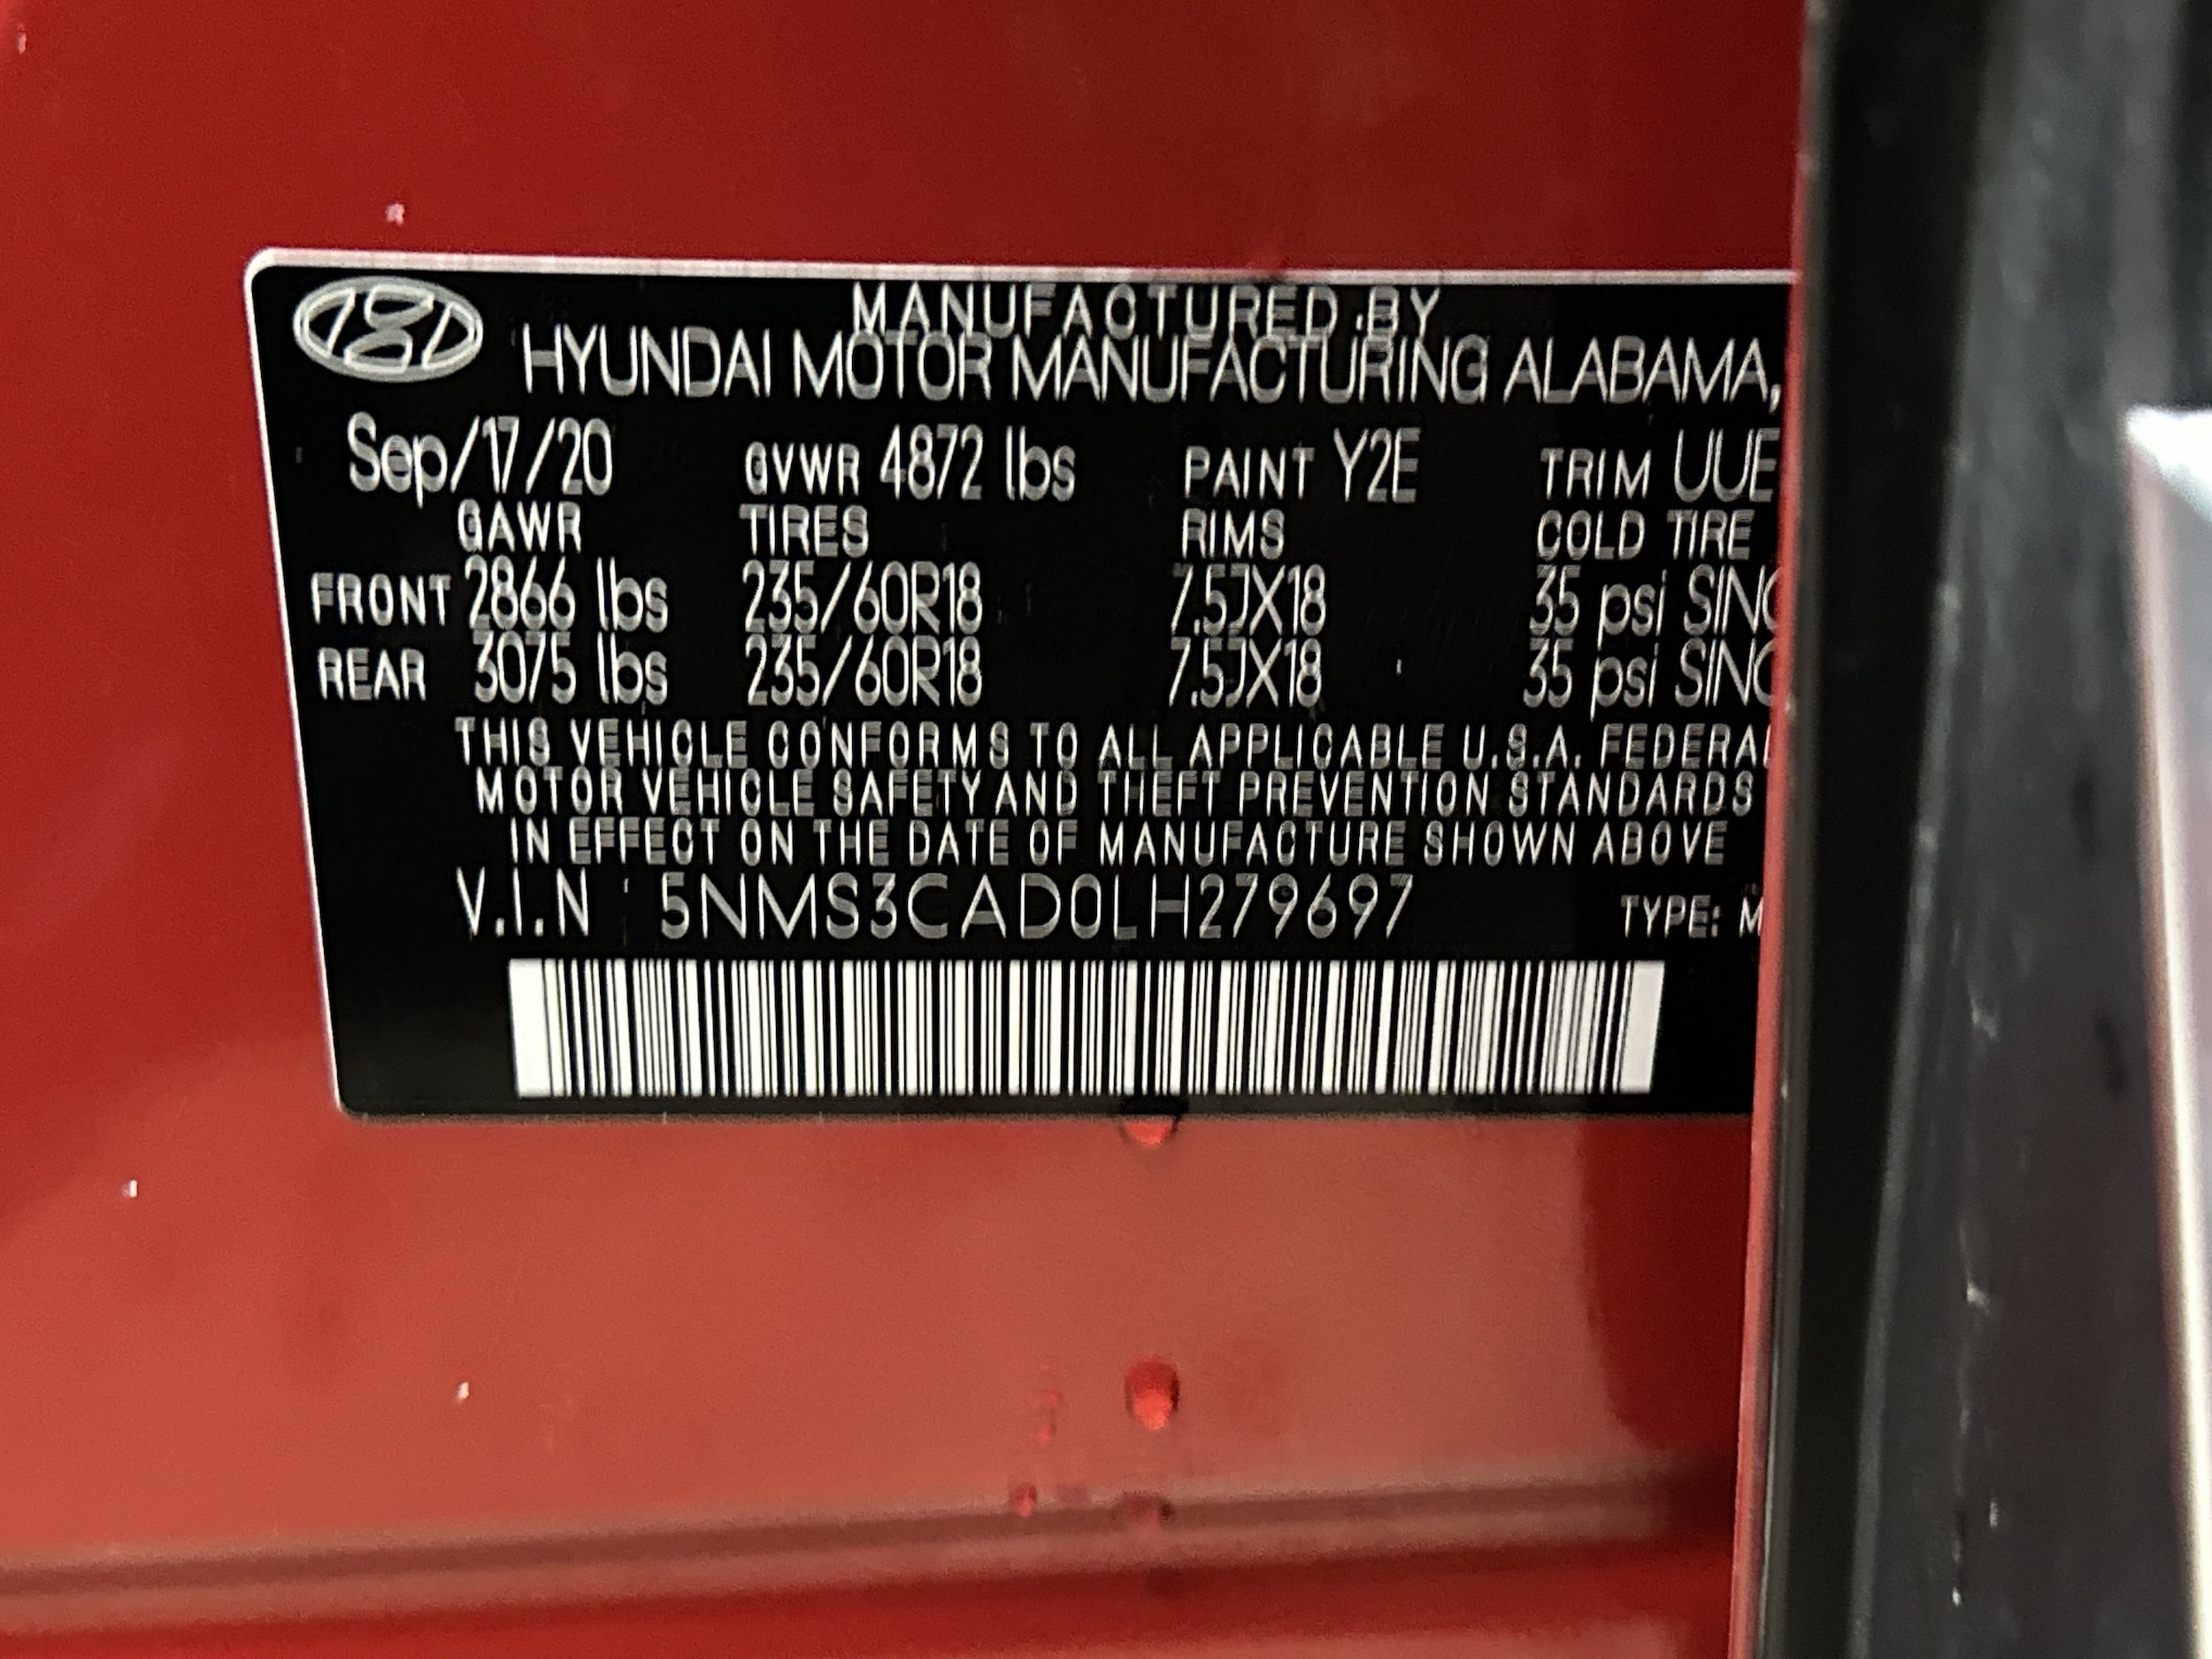 MANUFACTURED BY
HYUNDAI MOTOR MANUFACTURING ALABAMA,
Sep/17/20 GVWR 4872 lbs PAINT Y2E TRIM UUE
GAWR TIRES RIMS COLD TIRE
FRONT 2866 lbs 235/60R18 7.5JX18 35 psi SING
REAR 3075 lbs 235/60R18 7.5JX18 35 psi SING
THIS VEHICLE CONFORMS TO ALL APPLICABLE U.S.A. FEDERAL
MOTOR VEHICLE SAFETY AND THEFT PREVENTION STANDARDS
IN EFFECT ON THE DATE OF MANUFACTURE SHOWN ABOVE
V.I.N : 5NMS3CAD0LH279697 TYPE: M